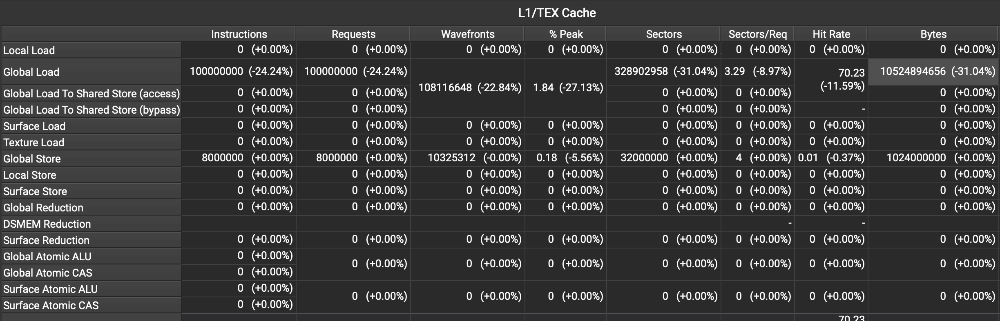 L1/TEX Cache
Instructions Requests Wavefronts % Peak Sectors Sectors/Req Hit Rate Bytes
Local Load 0 (+0.00%) 0 (+0.00%) 0 (+0.00%) 0 (+0.00%) 0 (+0.00%) 0 (+0.00%) 0 (+0.00%) 0 (+0.00%)
Global Load 100000000 (-24.24%) 100000000 (-24.24%) 108116648 (-22.84%) 1.84 (-27.13%) 328902958 (-31.04%) 3.29 (-8.97%) 70.23 (-11.59%) 10524894656 (-31.04%)
Global Load To Shared Store (access) 0 (+0.00%) 0 (+0.00%) 0 (+0.00%) 0 (+0.00%) 0 (+0.00%)
Global Load To Shared Store (bypass) 0 (+0.00%) 0 (+0.00%) 0 (+0.00%) 0 (+0.00%) - 0 (+0.00%)
Surface Load 0 (+0.00%) 0 (+0.00%) 0 (+0.00%) 0 (+0.00%) 0 (+0.00%) 0 (+0.00%) 0 (+0.00%) 0 (+0.00%)
Texture Load 0 (+0.00%) 0 (+0.00%) 0 (+0.00%) 0 (+0.00%) 0 (+0.00%) 0 (+0.00%) 0 (+0.00%) 0 (+0.00%)
Global Store 8000000 (+0.00%) 8000000 (+0.00%) 10325312 (-0.00%) 0.18 (-5.56%) 32000000 (+0.00%) 4 (+0.00%) 0.01 (-0.37%) 1024000000 (+0.00%)
Local Store 0 (+0.00%) 0 (+0.00%) 0 (+0.00%) 0 (+0.00%) 0 (+0.00%) 0 (+0.00%) 0 (+0.00%) 0 (+0.00%)
Surface Store 0 (+0.00%) 0 (+0.00%) 0 (+0.00%) 0 (+0.00%) 0 (+0.00%) 0 (+0.00%) 0 (+0.00%) 0 (+0.00%)
Global Reduction 0 (+0.00%) 0 (+0.00%) 0 (+0.00%) 0 (+0.00%) 0 (+0.00%) 0 (+0.00%) 0 (+0.00%) 0 (+0.00%)
DSMEM Reduction - -
Surface Reduction 0 (+0.00%) 0 (+0.00%) 0 (+0.00%) 0 (+0.00%) 0 (+0.00%) 0 (+0.00%) 0 (+0.00%) 0 (+0.00%)
Global Atomic ALU 0 (+0.00%) 0 (+0.00%) 0 (+0.00%) 0 (+0.00%) 0 (+0.00%) 0 (+0.00%) 0 (+0.00%) 0 (+0.00%)
Global Atomic CAS 0 (+0.00%)
Surface Atomic ALU 0 (+0.00%) 0 (+0.00%) 0 (+0.00%) 0 (+0.00%) 0 (+0.00%) 0 (+0.00%) 0 (+0.00%) 0 (+0.00%)
Surface Atomic CAS 0 (+0.00%)
70.23